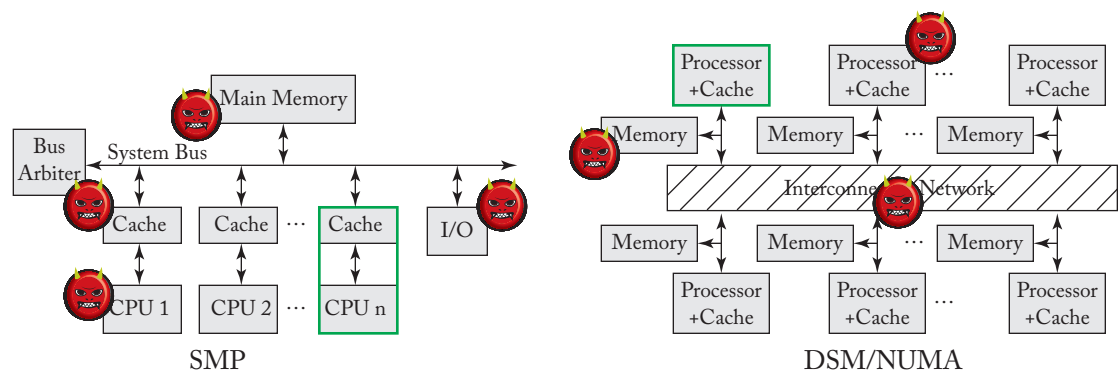 Main Memory
Bus
Arbiter
System Bus
Cache
Cache
...
Cache
I/O
CPU 1
CPU 2
...
CPU n
SMP
Processor
+Cache
Processor
+Cache
...
Processor
+Cache
Memory
Memory
...
Memory
Network
Memory
Memory
...
Memory
Processor
+Cache
Processor
+Cache
...
Processor
+Cache
DSM/NUMA